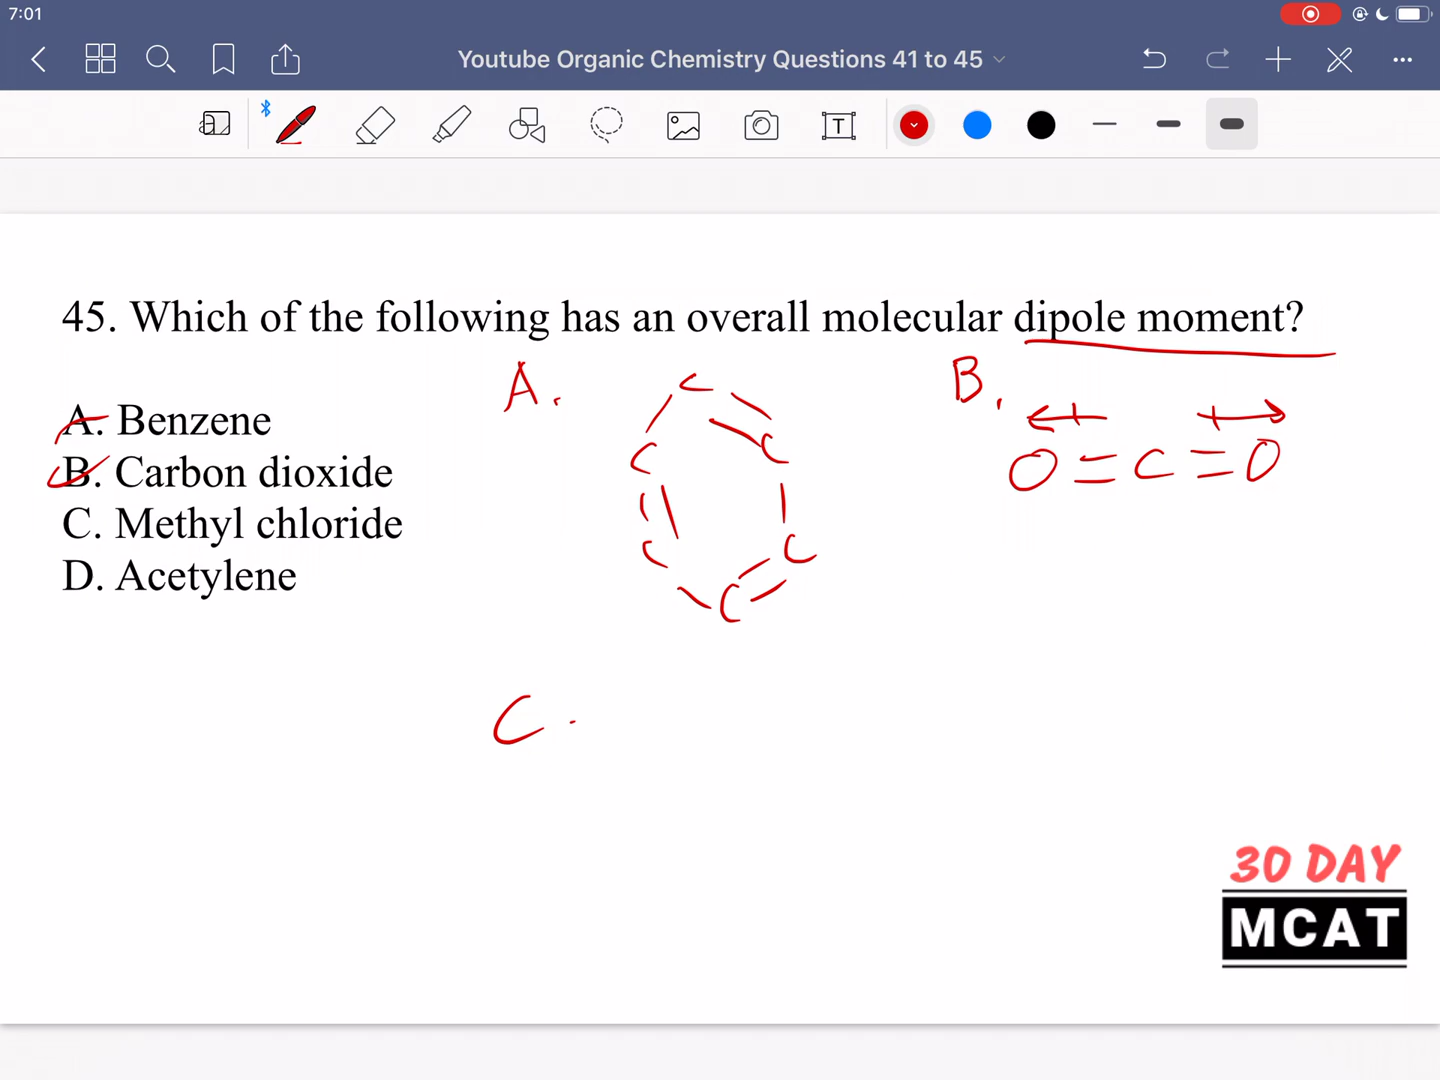 7:01
Youtube Organic Chemistry Questions 41 to 45
T
45. Which of the following has an overall molecular dipole moment?
A. Benzene
B. Carbon dioxide
C. Methyl chloride
D. Acetylene
A.
C
C
C
C
C
C
B.
O=C=O
C.
30 DAY
MCAT